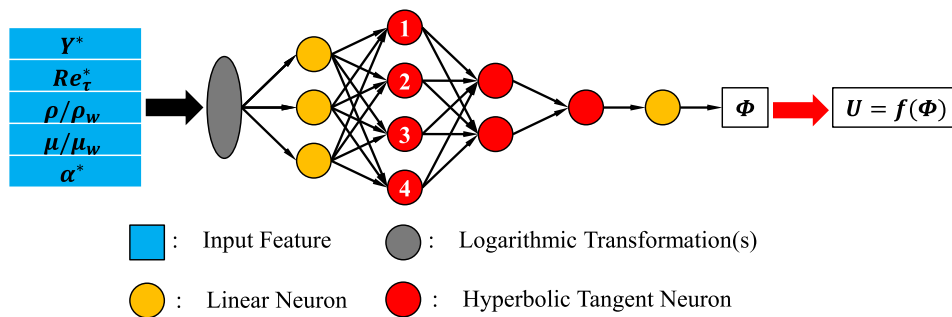 Y*
Re*τ
ρ/ρw
μ/μw
α*
1
2
3
4
Φ
U = f(Φ)
: Input Feature
: Logarithmic Transformation(s)
: Linear Neuron
: Hyperbolic Tangent Neuron